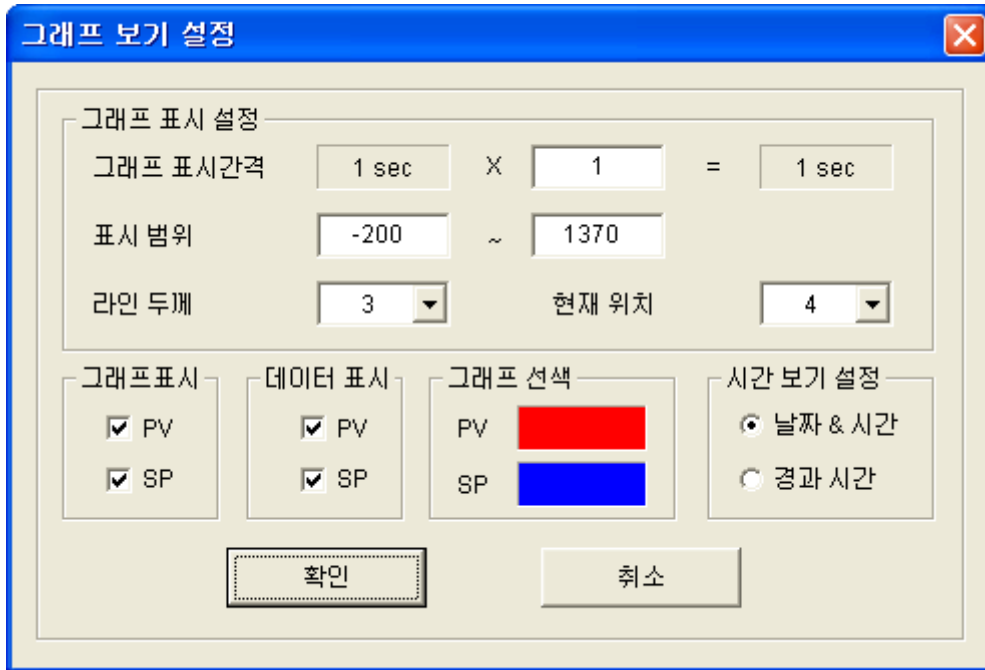 그래프 보기 설정
그래프 표시 설정
그래프 표시간격 1 sec X 1 = 1 sec
표시 범위 -200 ~ 1370
라인 두께 3 현재 위치 4
그래프표시 데이터 표시 그래프 선색 시간 보기 설정
PV PV PV 날짜 & 시간
SP SP SP 경과 시간
확인 취소